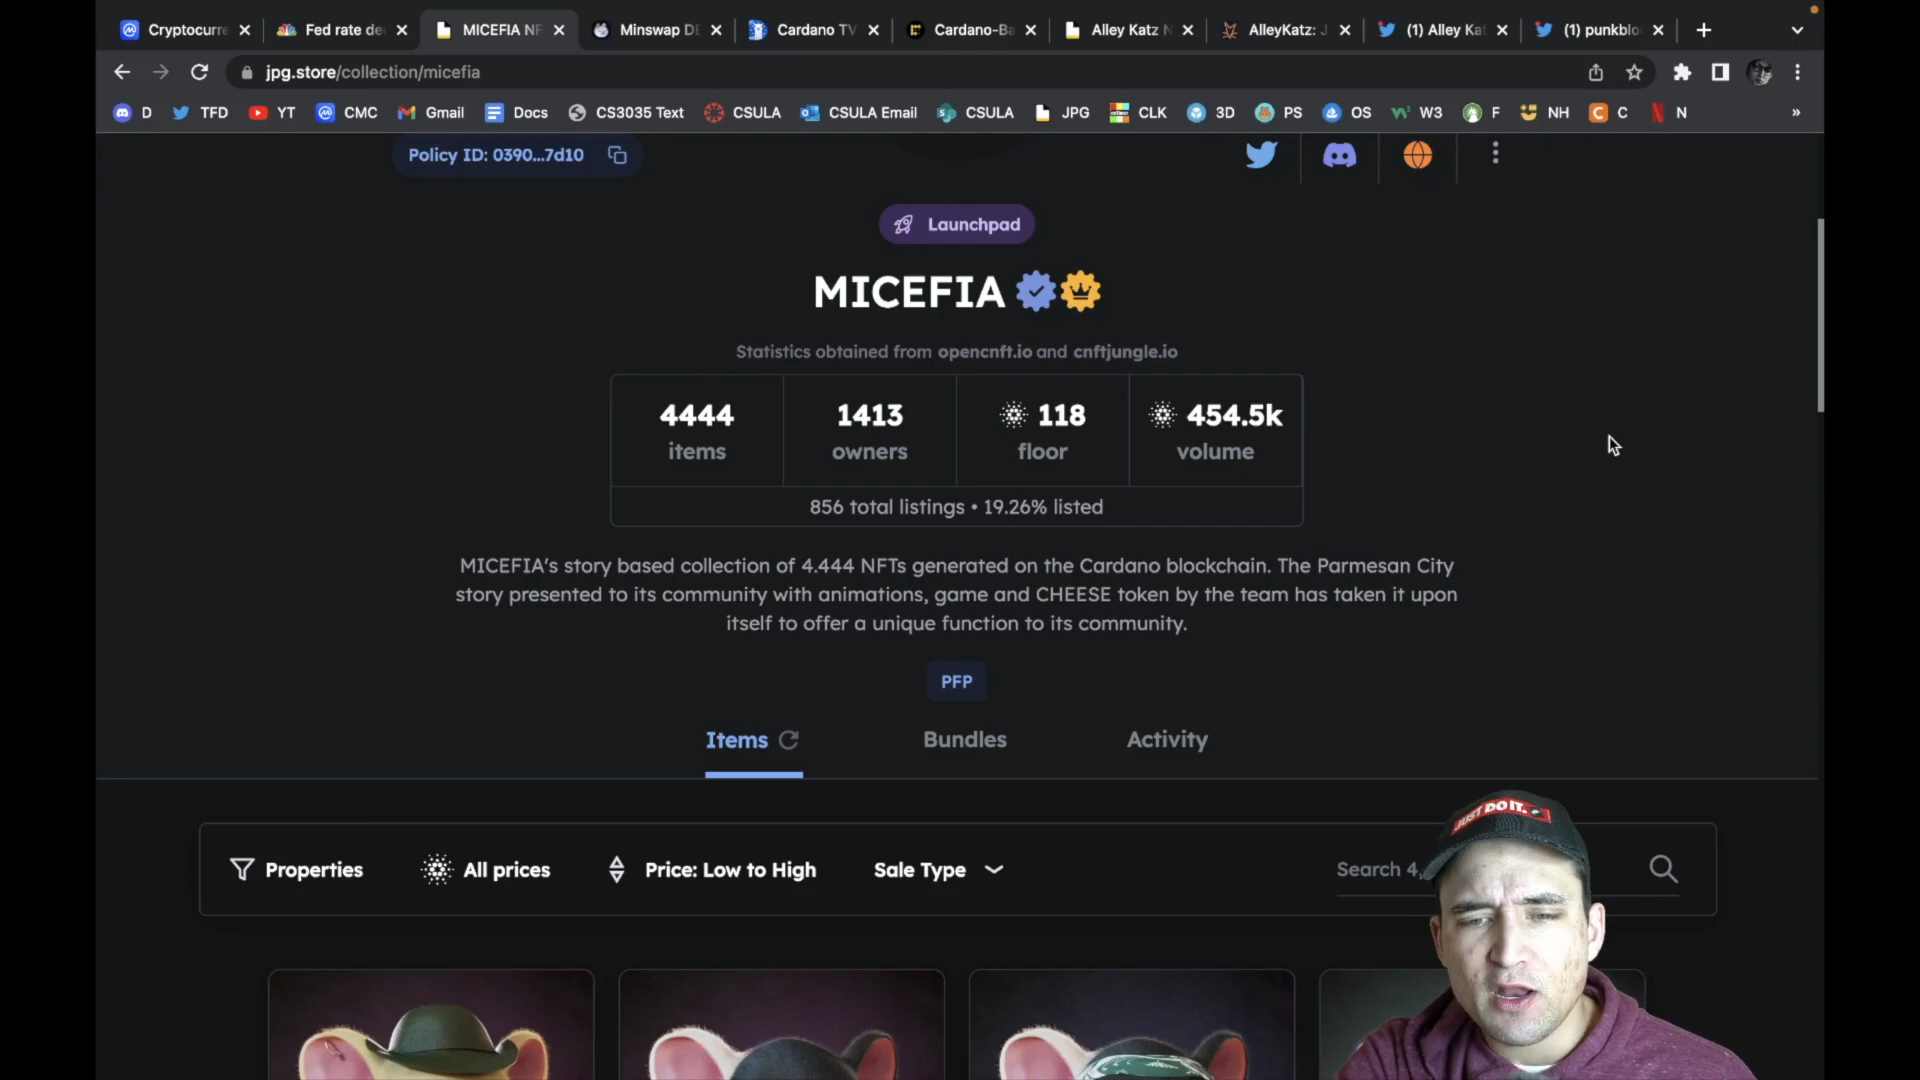 Cryptocurre
Fed rate de
MICEFIA NF
Minswap DE
Cardano TV
Cardano-Ba
Alley Katz N
AlleyKatz: J
(1) Alley Kat
(1) punkblo
jpg.store/collection/micefia
D
TFD
YT
CMC
Gmail
Docs
CS3035 Text
CSULA
CSULA Email
CSULA
JPG
CLK
3D
PS
OS
W3
F
NH
C
N
»
Policy ID: 0390...7d10
Launchpad
MICEFIA
Statistics obtained from opencnft.io and cnftjungle.io
4444
items
1413
owners
118
floor
454.5k
volume
856 total listings • 19.26% listed
MICEFIA's story based collection of 4.444 NFTs generated on the Cardano blockchain. The Parmesan City
story presented to its community with animations, game and CHEESE token by the team has taken it upon
itself to offer a unique function to its community.
PFP
Items
Bundles
Activity
Properties
All prices
Price: Low to High
Sale Type
Search 4,
JUST DO IT.